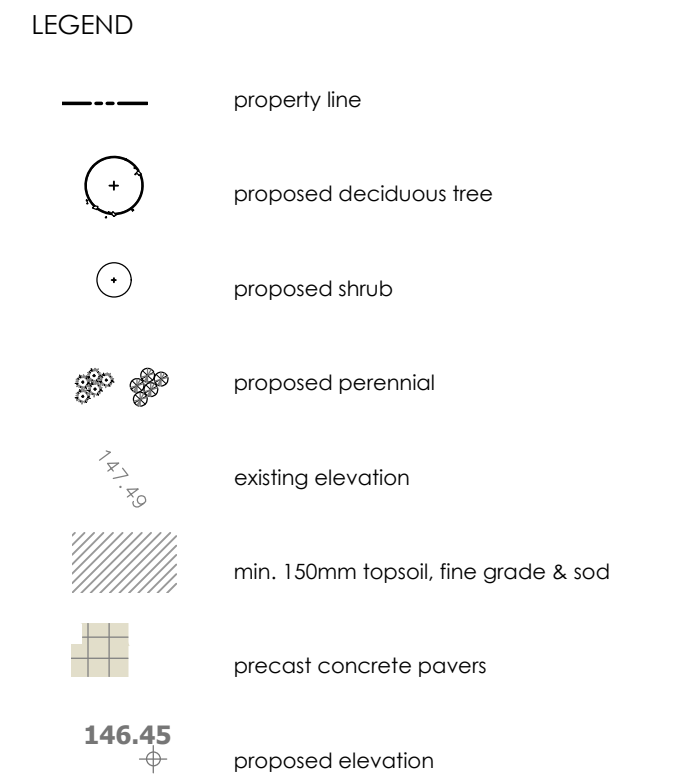 LEGEND
property line
proposed deciduous tree
proposed shrub
proposed perennial
147.49
existing elevation
min. 150mm topsoil, fine grade & sod
precast concrete pavers
146.45
proposed elevation